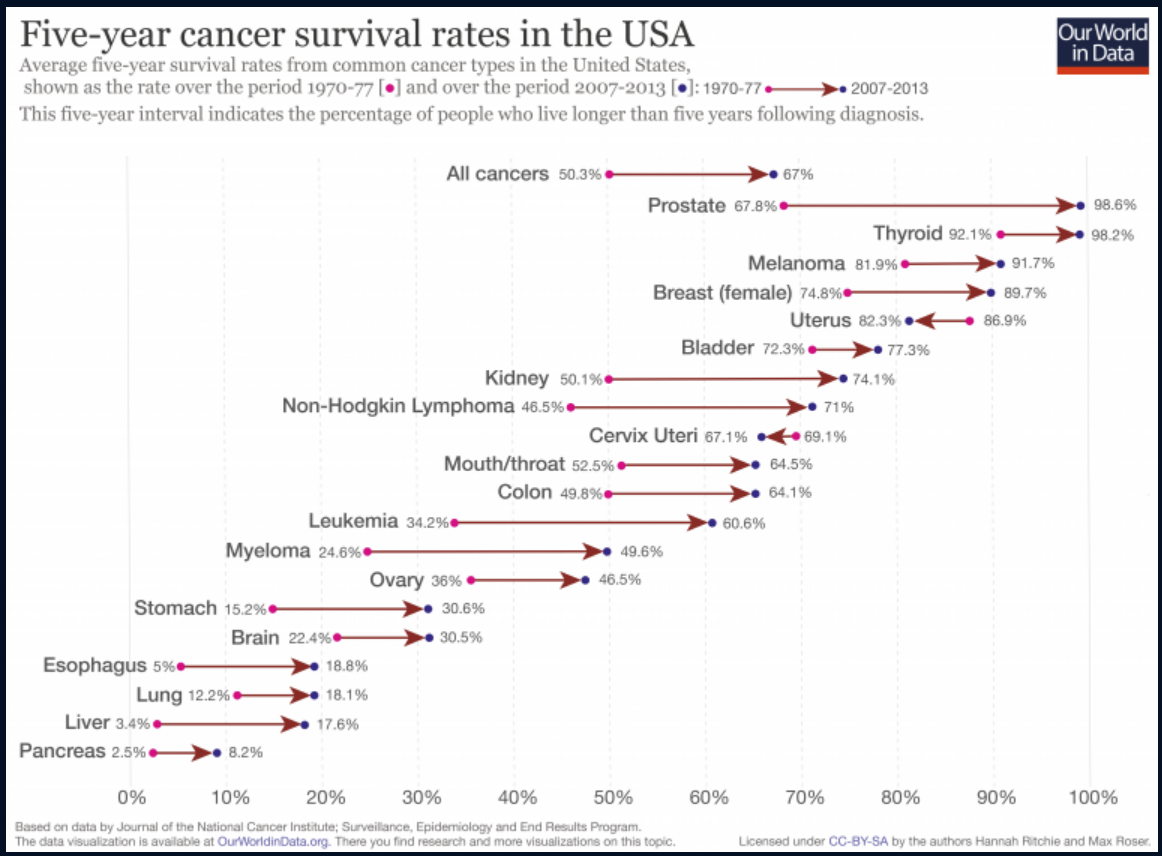 Five-year cancer survival rates in the USA
Our World
in Data
Average five-year survival rates from common cancer types in the United States,
shown as the rate over the period 1970-77 [●] and over the period 2007-2013 [●]: 1970-77 2007-2013
This five-year interval indicates the percentage of people who live longer than five years following diagnosis.
All cancers 50.3% 67%
Prostate 67.8% 98.6%
Thyroid 92.1% 98.2%
Melanoma 81.9% 91.7%
Breast (female) 74.8% 89.7%
Uterus 82.3% 86.9%
Bladder 72.3% 77.3%
Kidney 50.1% 74.1%
Non-Hodgkin Lymphoma 46.5% 71%
Cervix Uteri 67.1% 69.1%
Mouth/throat 52.5% 64.5%
Colon 49.8% 64.1%
Leukemia 34.2% 60.6%
Myeloma 24.6% 49.6%
Ovary 36% 46.5%
Stomach 15.2% 30.6%
Brain 22.4% 30.5%
Esophagus 5% 18.8%
Lung 12.2% 18.1%
Liver 3.4% 17.6%
Pancreas 2.5% 8.2%
0% 10% 20% 30% 40% 50% 60% 70% 80% 90% 100%
Based on data by Journal of the National Cancer Institute; Surveillance, Epidemiology and End Results Program.
The data visualization is available at OurWorldinData.org. There you find research and more visualizations on this topic. Licensed under CC-BY-SA by the authors Hannah Ritchie and Max Roser.